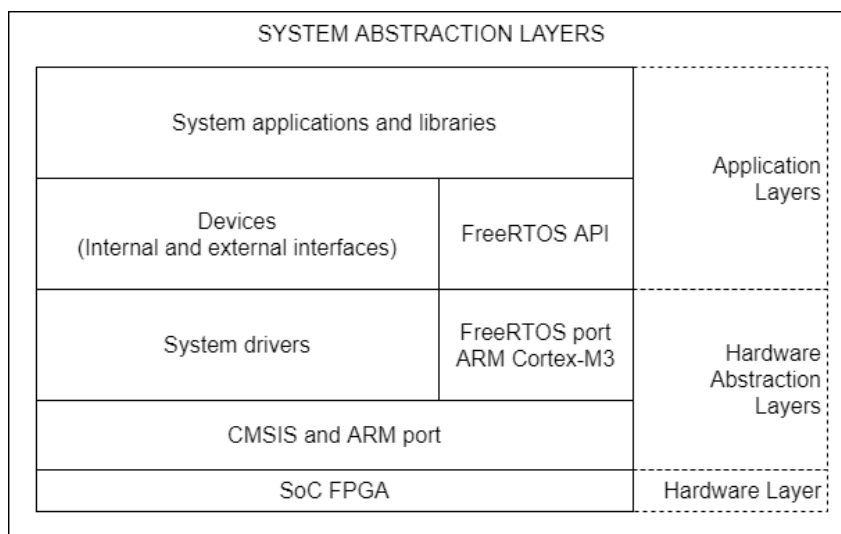 SYSTEM ABSTRACTION LAYERS
System applications and libraries
Application
Layers
Devices
(Internal and external interfaces)
FreeRTOS API
System drivers
FreeRTOS port
ARM Cortex-M3
Hardware
Abstraction
Layers
CMSIS and ARM port
SoC FPGA
Hardware Layer